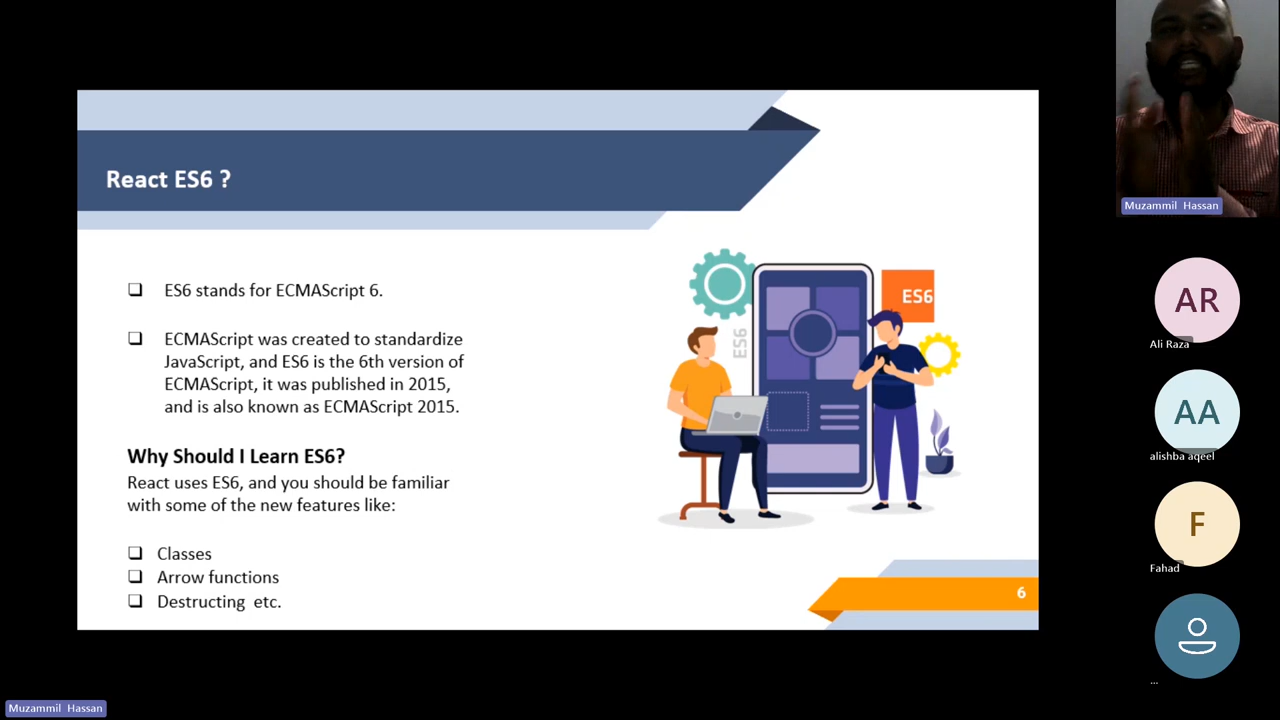 React ES6 ?
❑ ES6 stands for ECMAScript 6.
❑ ECMAScript was created to standardize
JavaScript, and ES6 is the 6th version of
ECMAScript, it was published in 2015,
and is also known as ECMAScript 2015.
Why Should I Learn ES6?
React uses ES6, and you should be familiar
with some of the new features like:
❑ Classes
❑ Arrow functions
❑ Destructing etc.
ES6
ES6
6
Muzammil Hassan
AR
Ali Raza
AA
alishba aqeel
F
Fahad
...
Muzammil Hassan